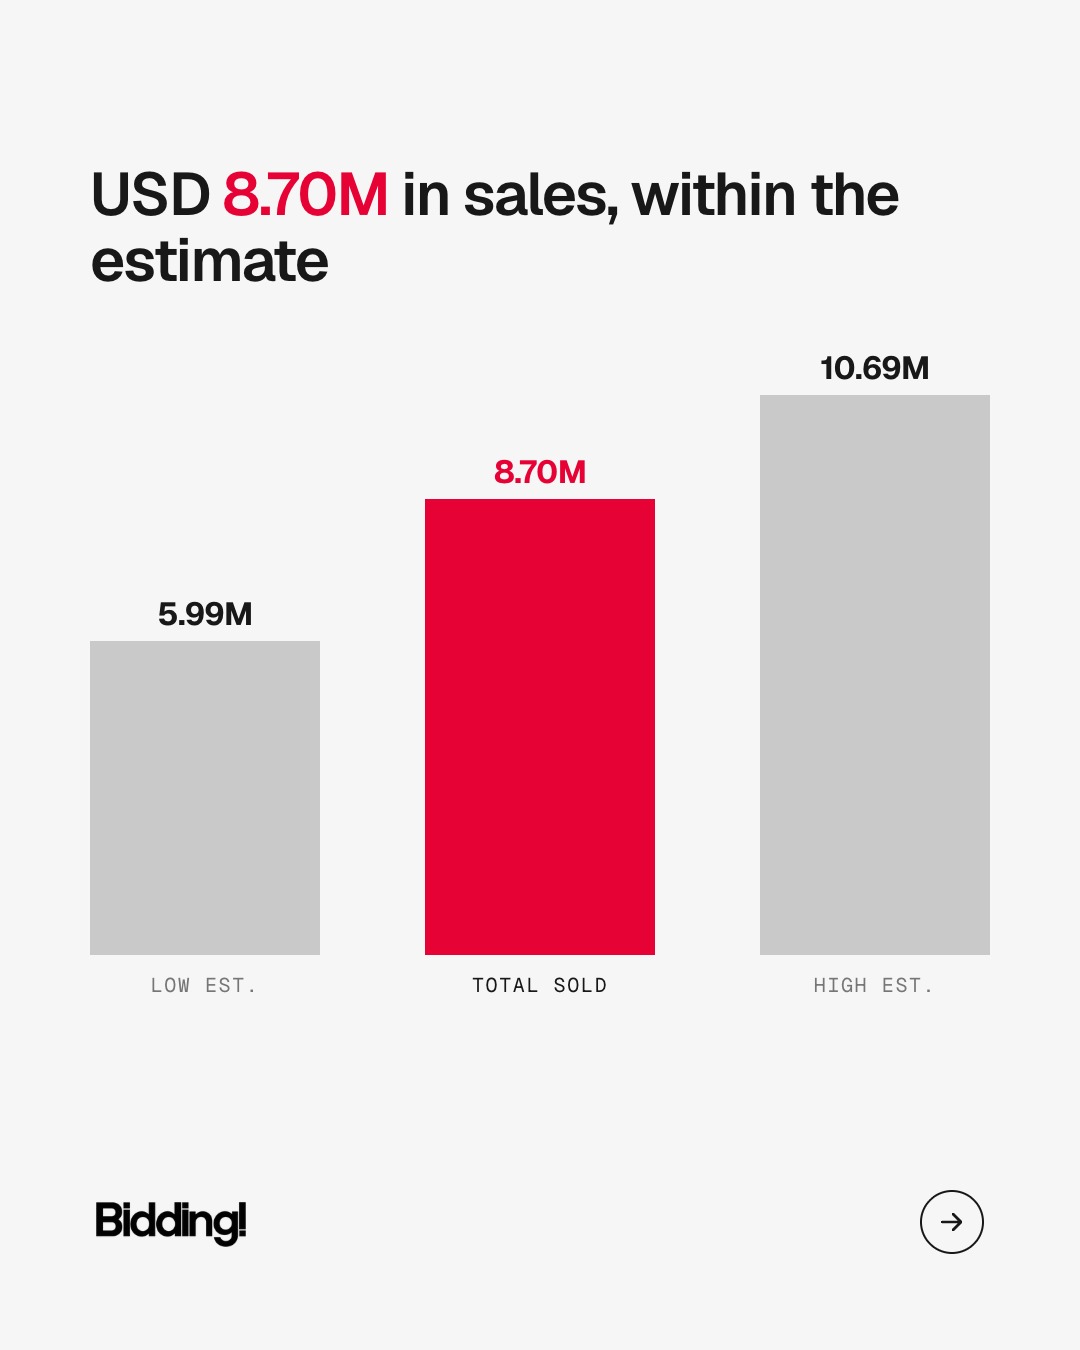 USD 8.70M in sales, within the
estimate
10.69M
8.70M
5.99M
LOW EST.
TOTAL SOLD
HIGH EST.
Bidding!